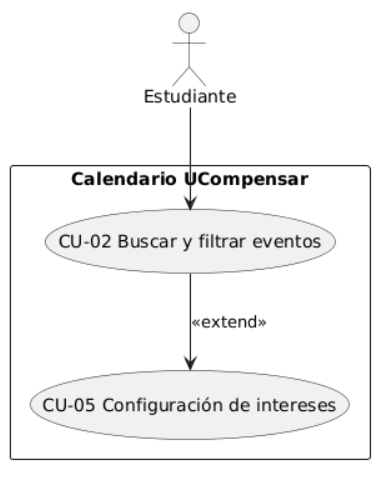 Estudiante
Calendario UCompensar
CU-02 Buscar y filtrar eventos
«extend»
CU-05 Configuración de intereses